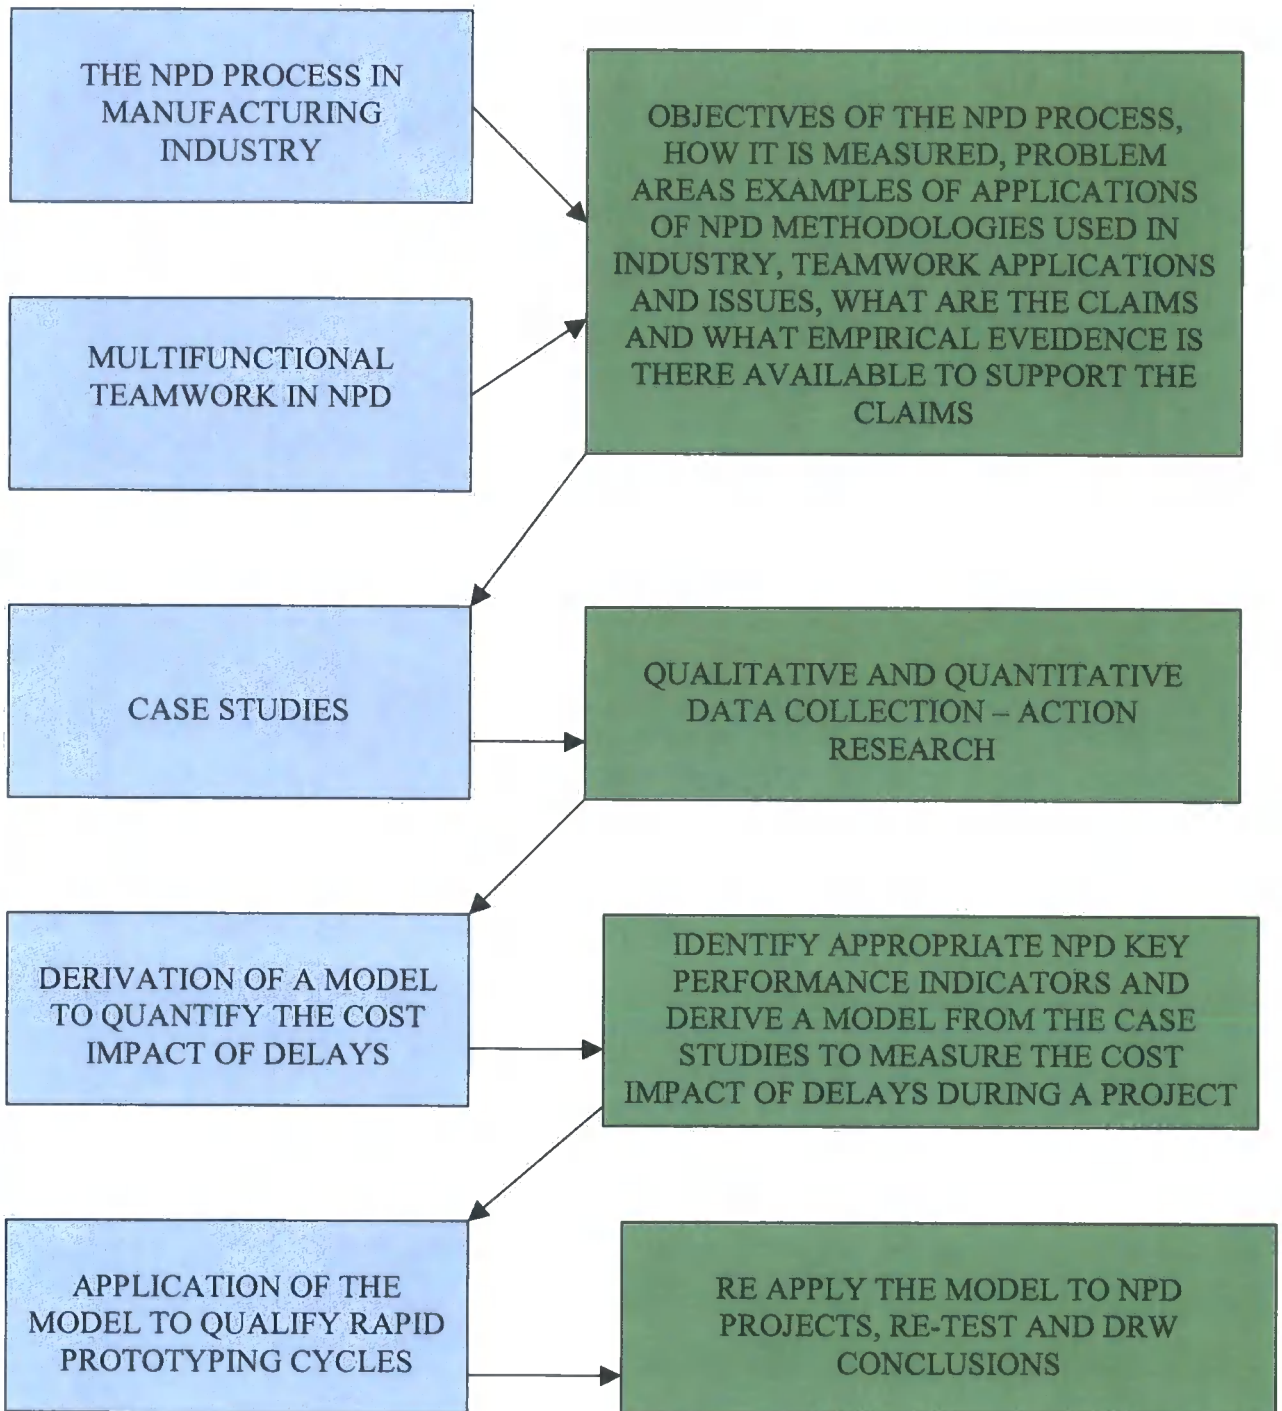 THE NPD PROCESS IN
MANUFACTURING
INDUSTRY
OBJECTIVES OF THE NPD PROCESS,
HOW IT IS MEASURED, PROBLEM
AREAS EXAMPLES OF APPLICATIONS
OF NPD METHODOLOGIES USED IN
INDUSTRY, TEAMWORK APPLICATIONS
AND ISSUES, WHAT ARE THE CLAIMS
AND WHAT EMPIRICAL EVEIDENCE IS
THERE AVAILABLE TO SUPPORT THE
CLAIMS
MULTIFUNCTIONAL
TEAMWORK IN NPD
CASE STUDIES
QUALITATIVE AND QUANTITATIVE
DATA COLLECTION – ACTION
RESEARCH
DERIVATION OF A MODEL
TO QUANTIFY THE COST
IMPACT OF DELAYS
IDENTIFY APPROPRIATE NPD KEY
PERFORMANCE INDICATORS AND
DERIVE A MODEL FROM THE CASE
STUDIES TO MEASURE THE COST
IMPACT OF DELAYS DURING A PROJECT
APPLICATION OF THE
MODEL TO QUALIFY RAPID
PROTOTYPING CYCLES
RE APPLY THE MODEL TO NPD
PROJECTS, RE-TEST AND DRW
CONCLUSIONS